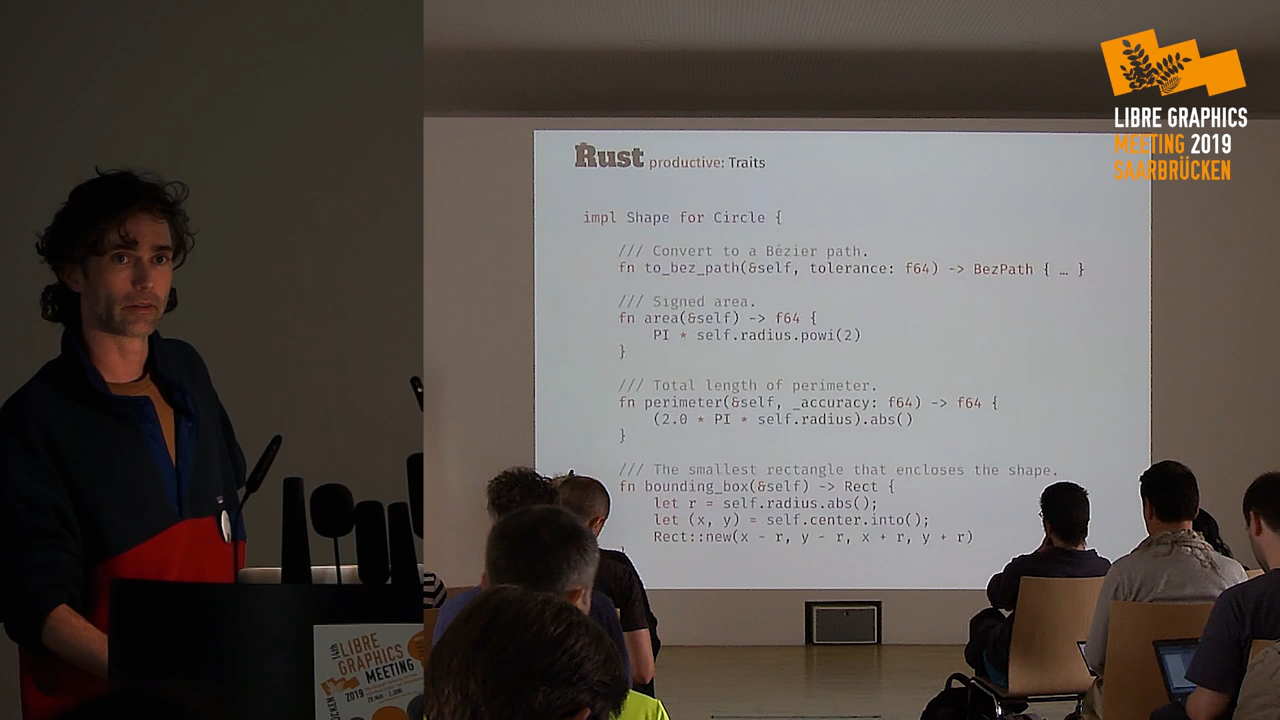 Rust productive: Traits
impl Shape for Circle {
/// Convert to a Bézier path.
fn to_bez_path(&self, tolerance: f64) -> BezPath { … }
/// Signed area.
fn area(&self) -> f64 {
PI * self.radius.powi(2)
}
/// Total length of perimeter.
fn perimeter(&self, _accuracy: f64) -> f64 {
(2.0 * PI * self.radius).abs()
}
/// The smallest rectangle that encloses the shape.
fn bounding_box(&self) -> Rect {
let r = self.radius.abs();
let (x, y) = self.center.into();
Rect::new(x - r, y - r, x + r, y + r)
LIBRE GRAPHICS
MEETING 2019
SAARBRÜCKEN
LIBRE
GRAPHICS
MEETING
2019